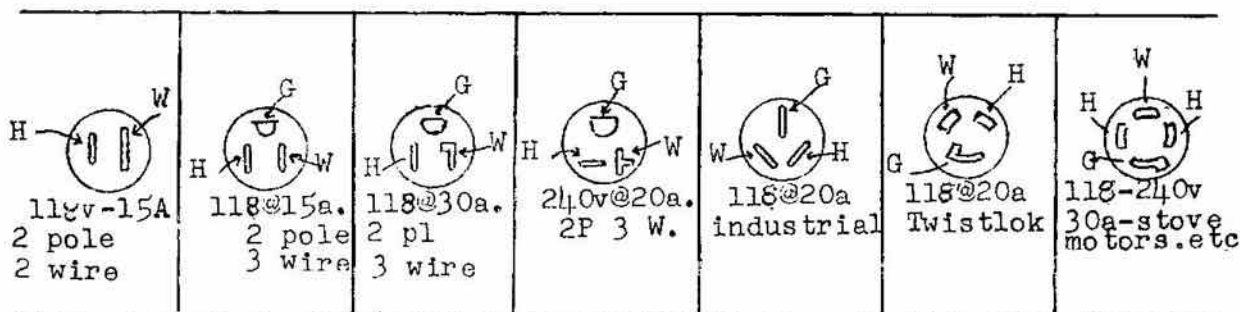 H W
118v-15A
2 pole
2 wire
G
H W
118@15a.
2 pole
3 wire
G
H W
118@30a.
2 pl
3 wire
G
H W
240v@20a.
2P 3 W.
G
W H
118@20a
industrial
W H
G
118@20a
Twistlok
W
H H
G
118-240v
30a-stove
motors.etc